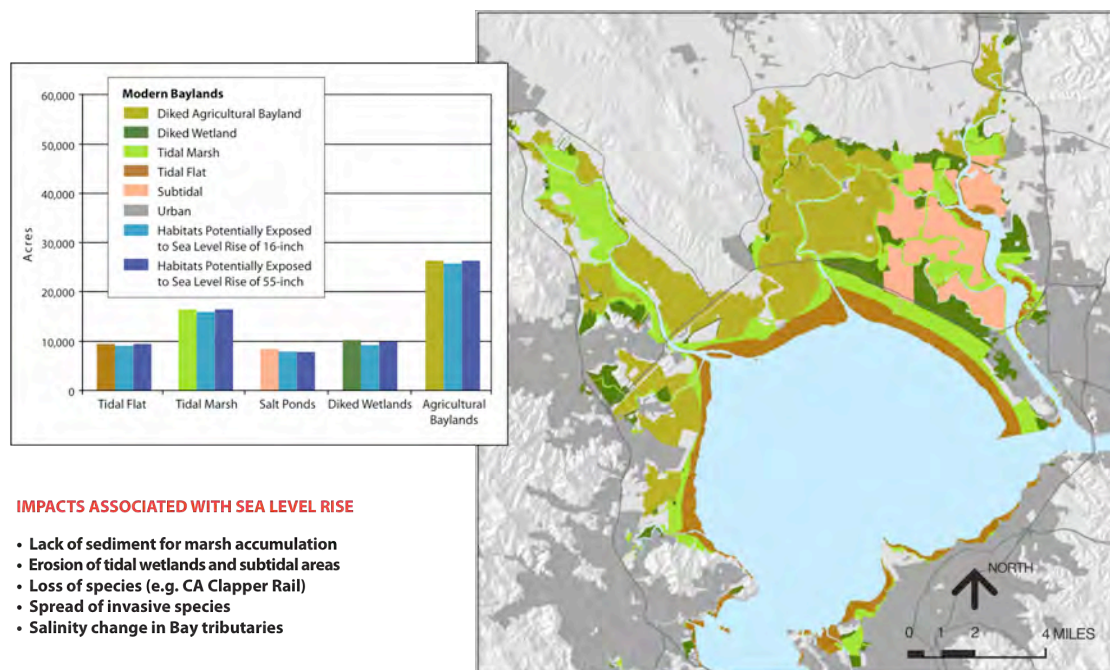 Modern Baylands
60,000
50,000
40,000
30,000
20,000
10,000
0
Acres
Diked Agricultural Bayland
Diked Wetland
Tidal Marsh
Tidal Flat
Subtidal
Urban
Habitats Potentially Exposed
to Sea Level Rise of 16-inch
Habitats Potentially Exposed
to Sea Level Rise of 55-inch
Tidal Flat
Tidal Marsh
Salt Ponds
Diked Wetlands
Agricultural
Baylands
IMPACTS ASSOCIATED WITH SEA LEVEL RISE
• Lack of sediment for marsh accumulation
• Erosion of tidal wetlands and subtidal areas
• Loss of species (e.g. CA Clapper Rail)
• Spread of invasive species
• Salinity change in Bay tributaries
NORTH
0 1 2 4 MILES